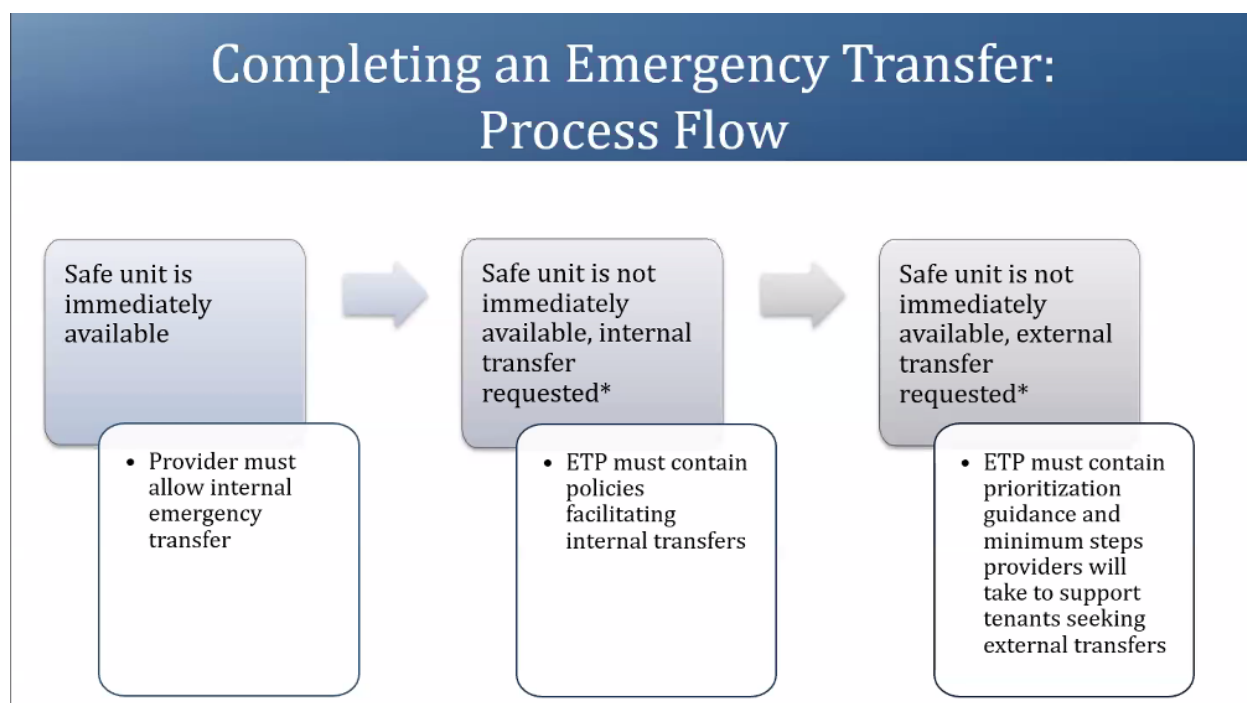 Completing an Emergency Transfer:
Process Flow
Safe unit is
immediately
available
• Provider must
allow internal
emergency
transfer
Safe unit is not
immediately
available, internal
transfer
requested*
• ETP must contain
policies
facilitating
internal transfers
Safe unit is not
immediately
available, external
transfer
requested*
• ETP must contain
prioritization
guidance and
minimum steps
providers will
take to support
tenants seeking
external transfers